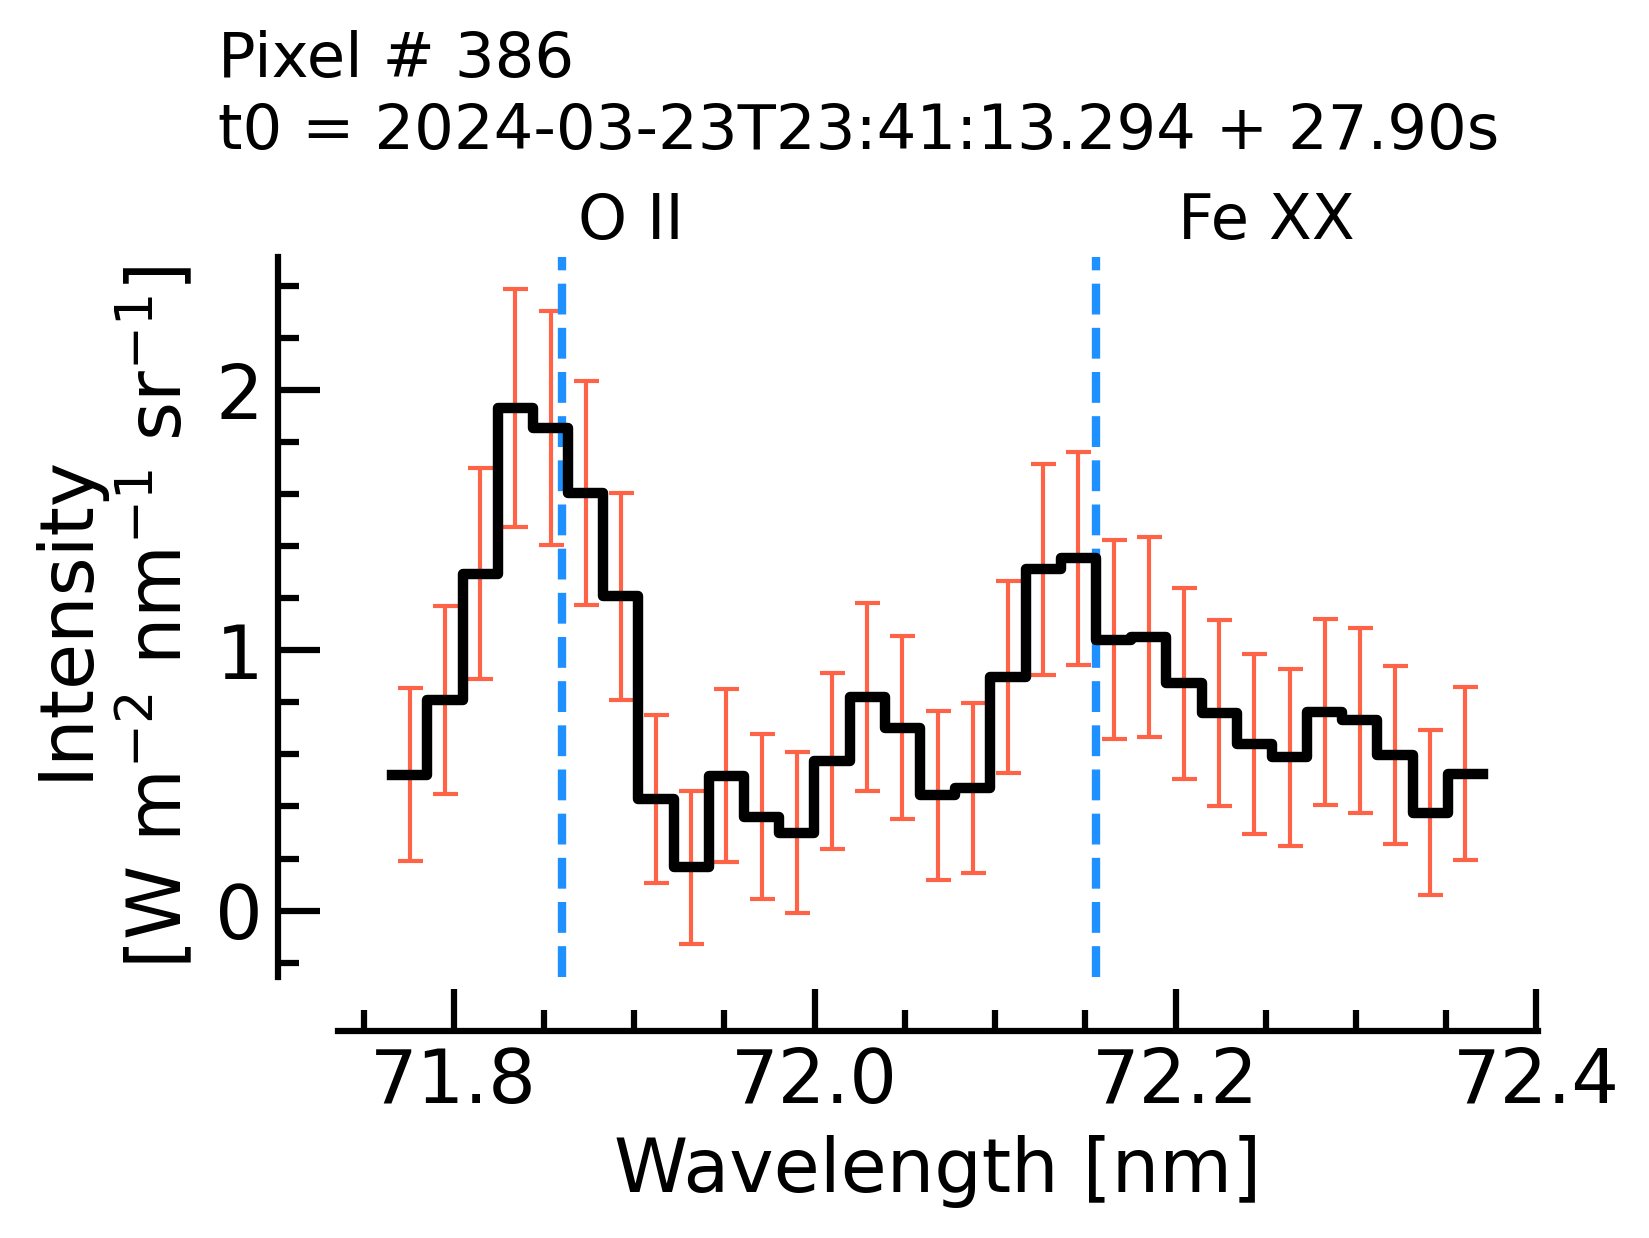 Pixel # 386
t0 = 2024-03-23T23:41:13.294 + 27.90s
O II
Fe XX
Intensity
[W m⁻² nm⁻¹ sr⁻¹]
2
1
0
71.8
72.0
72.2
72.4
Wavelength [nm]